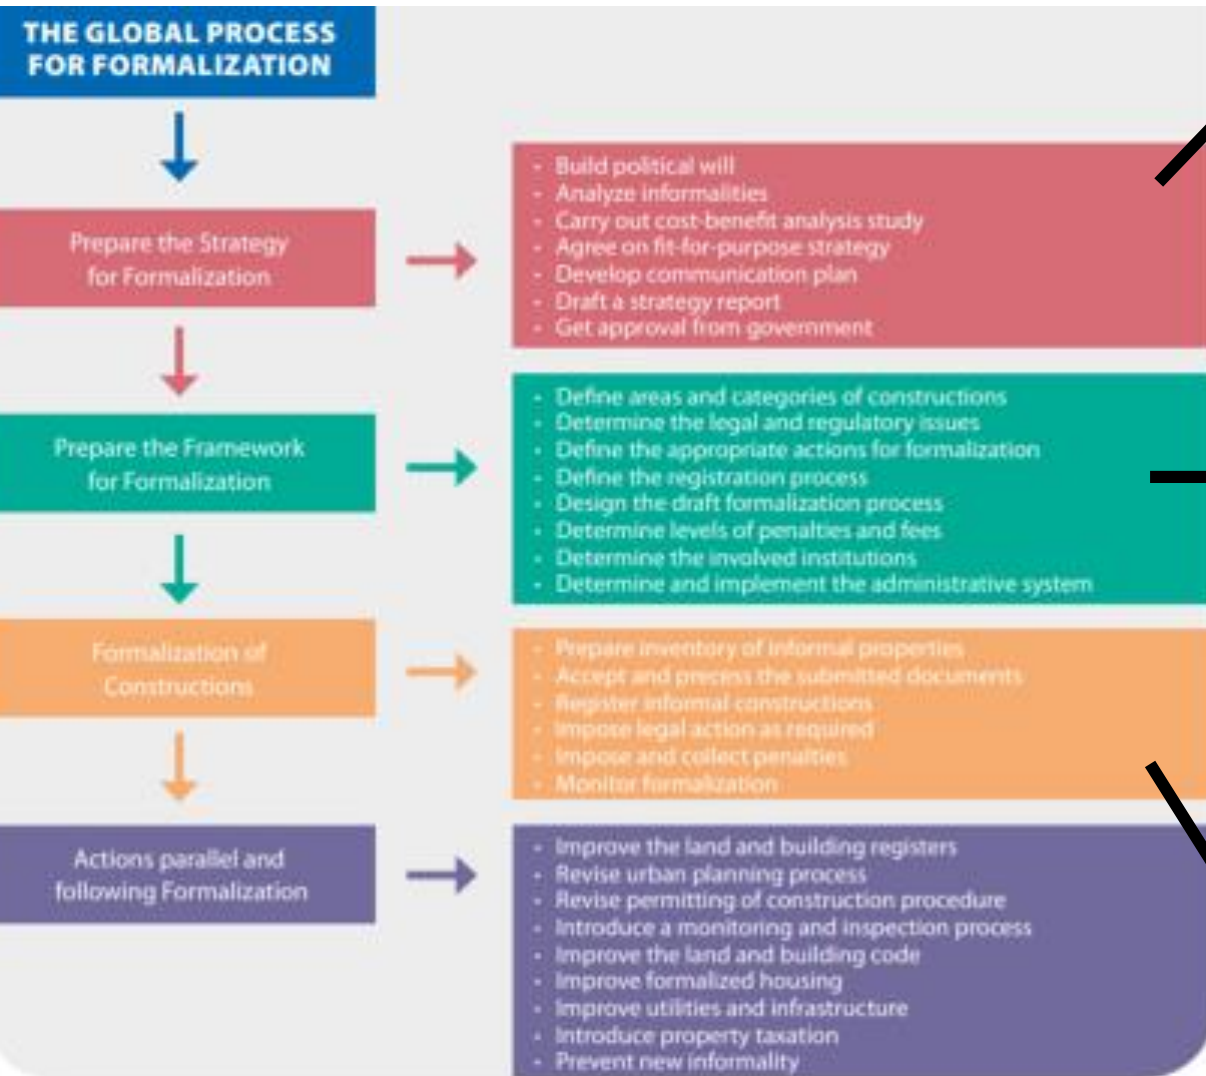 THE GLOBAL PROCESS
FOR FORMALIZATION
Prepare the Strategy
for Formalization
- Build political will
- Analyze informalities
- Carry out cost-benefit analysis study
- Agree on fit-for-purpose strategy
- Develop communication plan
- Draft a strategy report
- Get approval from government
Prepare the Framework
for Formalization
- Define areas and categories of constructions
- Determine the legal and regulatory issues
- Define the appropriate actions for formalization
- Define the registration process
- Design the draft formalization process
- Determine levels of penalties and fees
- Determine the involved institutions
- Determine and implement the administrative system
Formalization of
Constructions
- Prepare inventory of informal properties
- Accept and precess the submitted documents
- Register informal constructions
- Impose legal action as required
- Impose and collect penalties
- Monitor formalization
Actions parallel and
following Formalization
- Improve the land and building registers
- Revise urban planning process
- Revise permitting of construction procedure
- Introduce a monitoring and inspection process
- Improve the land and building code
- Improve formalized housing
- Improve utilities and infrastructure
- Introduce property taxation
- Prevent new informality